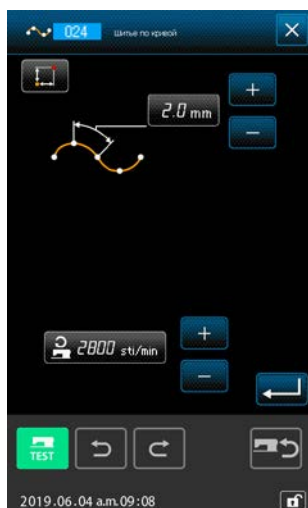 024 Шитье по кривой
2.0 mm
+
−
2800 sti/min
+
−
TEST
2019.06.04 a.m.09:08